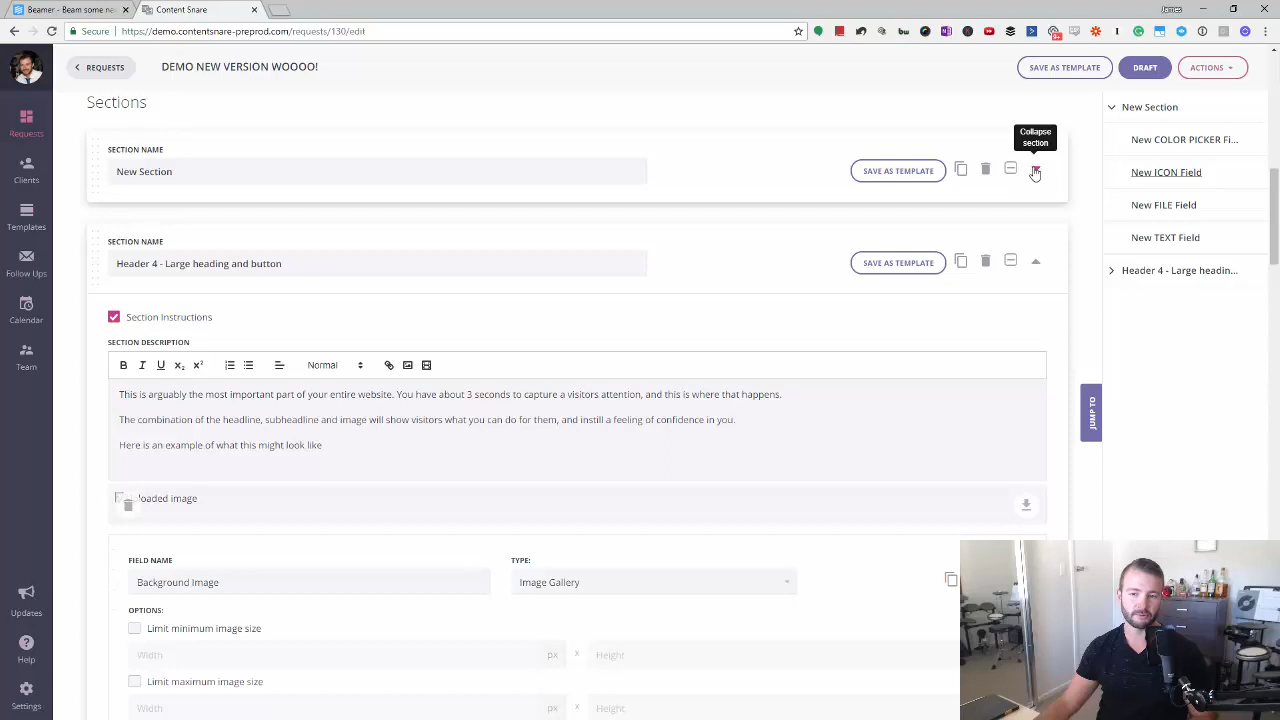 Beamer - Beam some new
Content Snare
James
Secure
https://demo.contentsnare-preprod.com/requests/130/edit
REQUESTS
DEMO NEW VERSION WOOOO!
SAVE AS TEMPLATE
DRAFT
ACTIONS
Requests
Clients
Templates
Follow Ups
Calendar
Team
Updates
Help
Settings
Sections
SECTION NAME
New Section
SAVE AS TEMPLATE
Collapse
section
SECTION NAME
Header 4 - Large heading and button
SAVE AS TEMPLATE
Section Instructions
SECTION DESCRIPTION
Normal
This is arguably the most important part of your entire website. You have about 3 seconds to capture a visitors attention, and this is where that happens.
The combination of the headline, subheadline and image will show visitors what you can do for them, and instill a feeling of confidence in you.
Here is an example of what this might look like
loaded image
FIELD NAME
Background Image
TYPE:
Image Gallery
OPTIONS:
Limit minimum image size
Width
px
x
Height
Limit maximum image size
Width
px
x
Height
New Section
New COLOR PICKER Fi...
New ICON Field
New FILE Field
New TEXT Field
Header 4 - Large headin...
JUMP TO